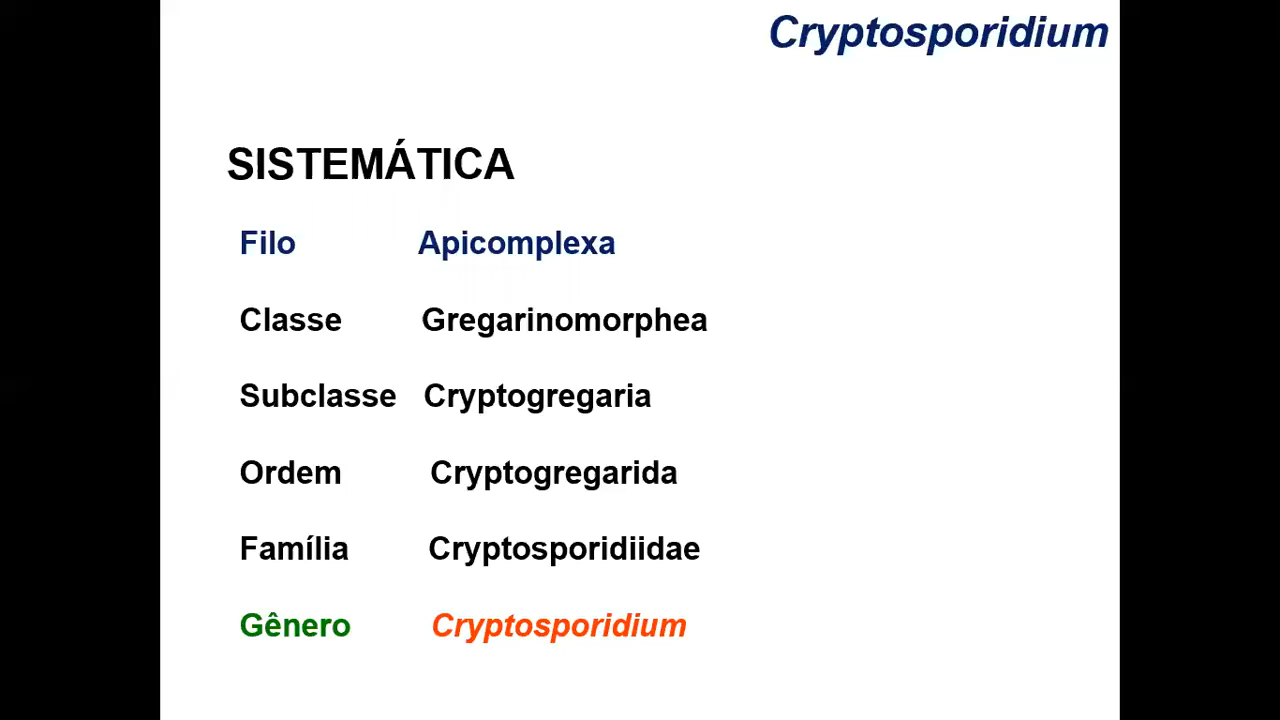 Cryptosporidium
SISTEMÁTICA
Filo Apicomplexa
Classe Gregarinomorphea
Subclasse Cryptogregaria
Ordem Cryptogregarida
Família Cryptosporidiidae
Gênero Cryptosporidium